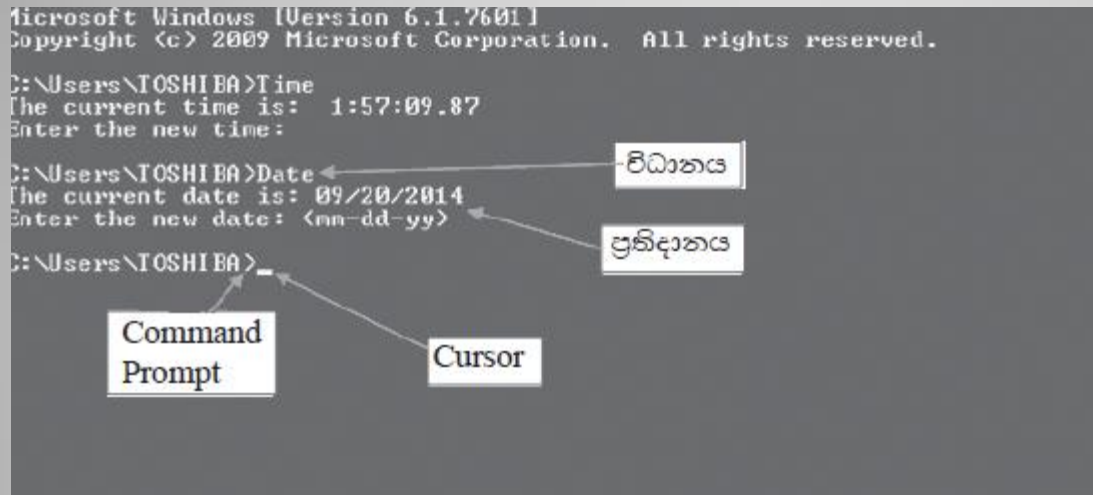 Microsoft Windows [Version 6.1.7601]
Copyright (c) 2009 Microsoft Corporation.  All rights reserved.
C:\Users\TOSHIBA>Time
The current time is:  1:57:09.87
Enter the new time:
C:\Users\TOSHIBA>Date
විධානය
The current date is: 09/20/2014
Enter the new date: (mm-dd-yy)
ප්‍රතිදානය
C:\Users\TOSHIBA>_
Command
Prompt
Cursor